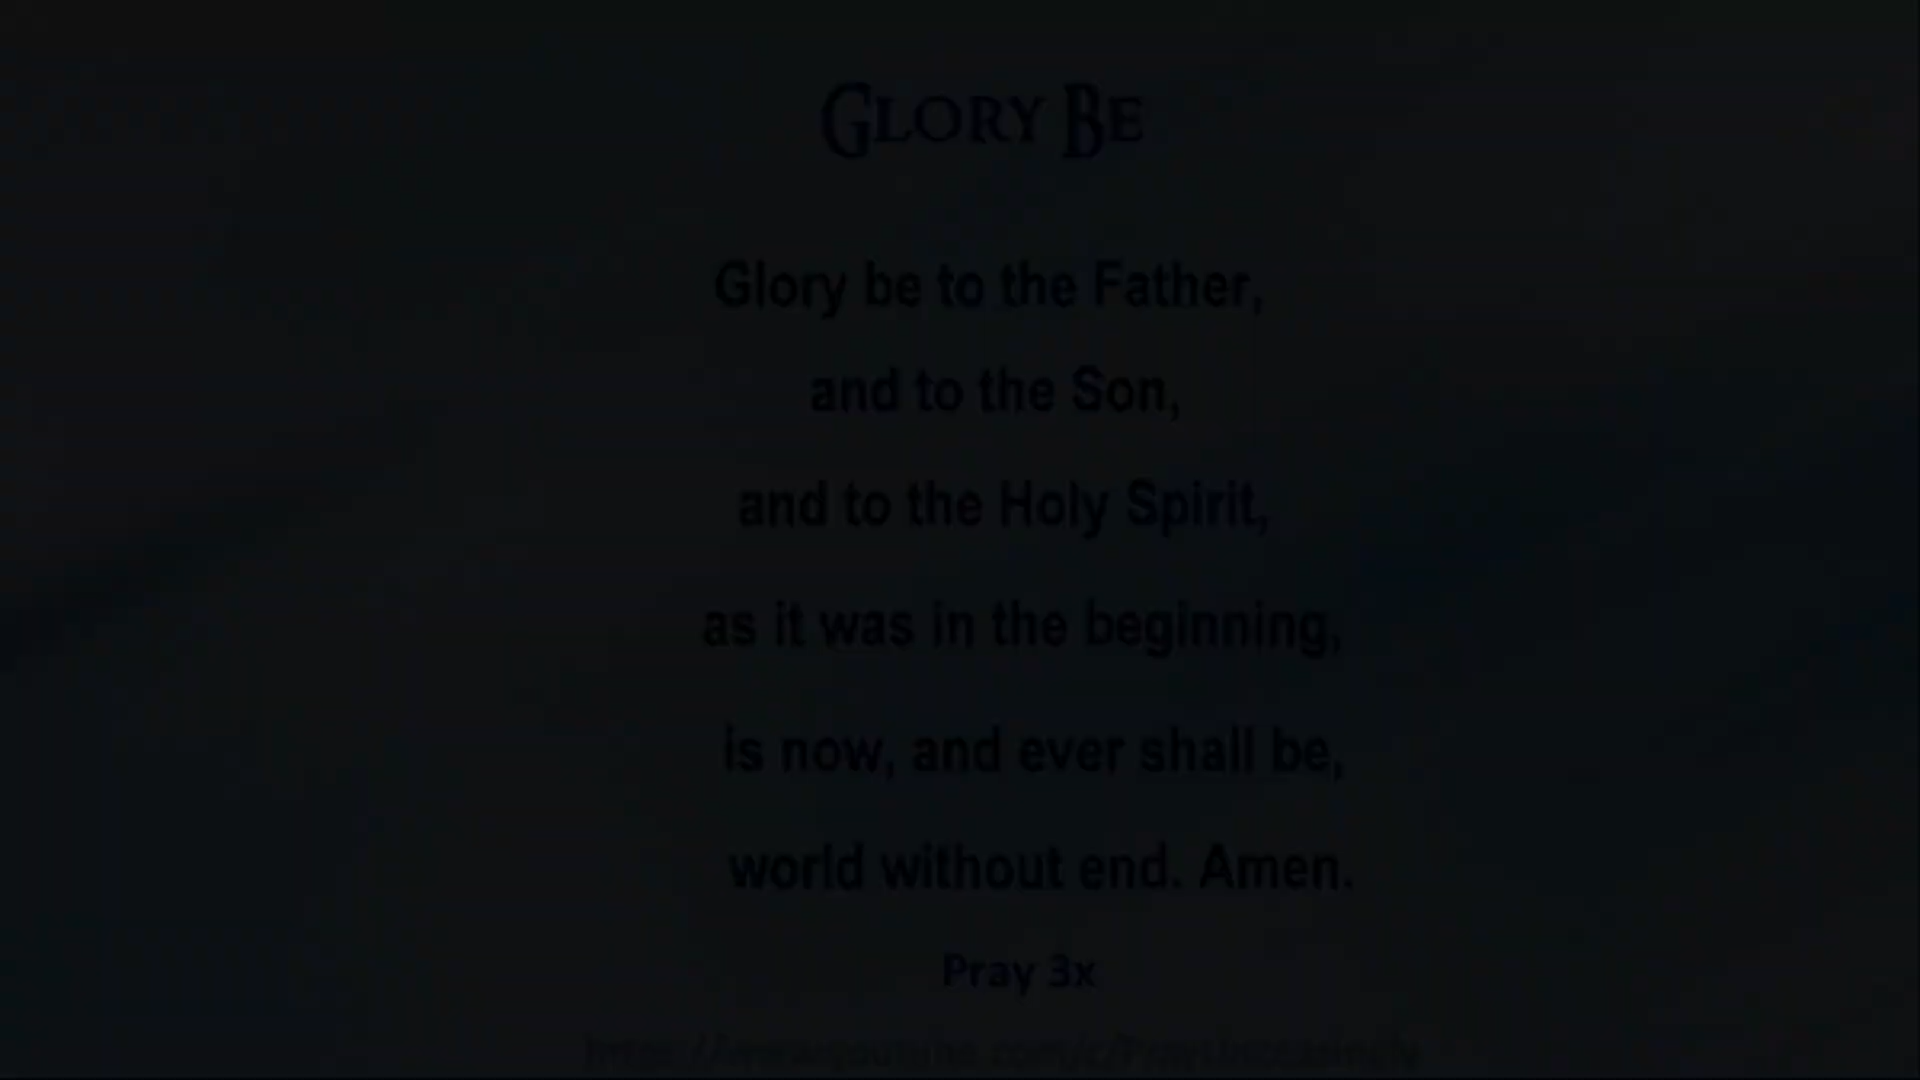 Glory Be
Glory be to the Father,
and to the Son,
and to the Holy Spirit,
as it was in the beginning,
is now, and ever shall be,
world without end. Amen.
Pray 3x